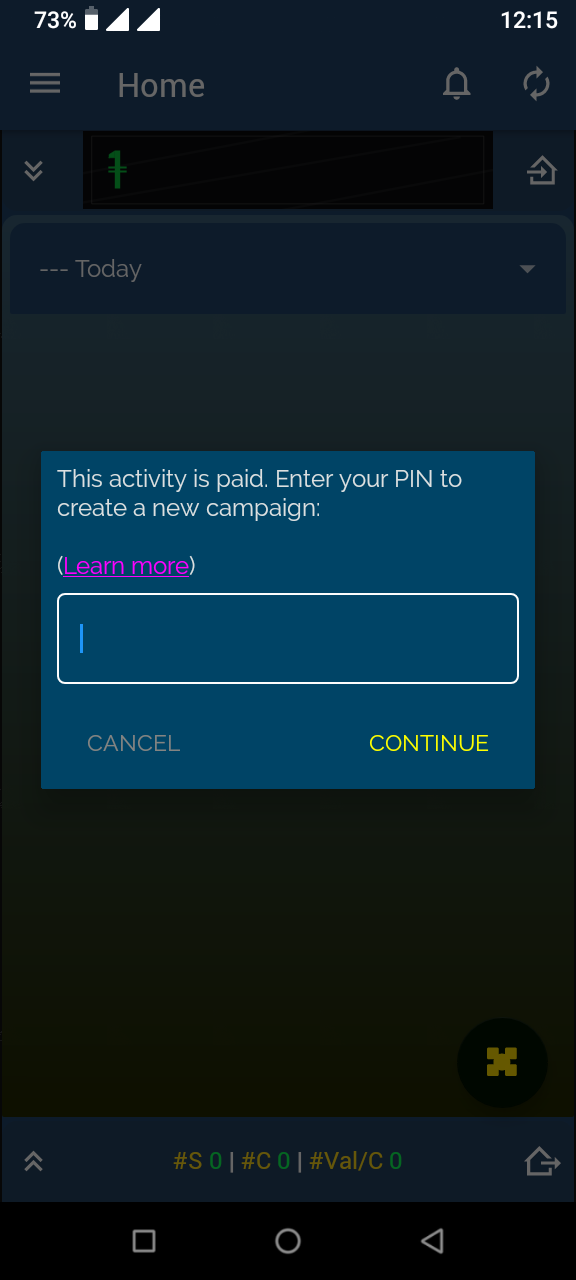 73% 12:15
Home
1
--- Today
This activity is paid. Enter your PIN to
create a new campaign:
(Learn more)
CANCEL CONTINUE
#S 0 | #C 0 | #Val/C 0